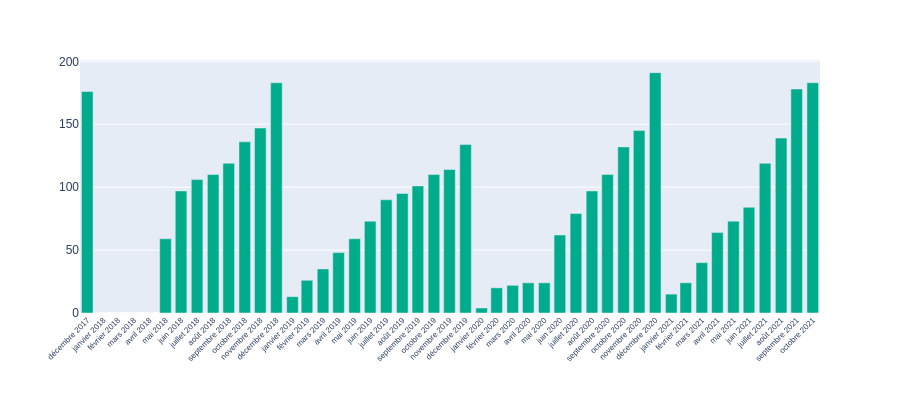 200
150
100
50
0
décembre 2017
janvier 2018
février 2018
mars 2018
avril 2018
mai 2018
juin 2018
juillet 2018
août 2018
septembre 2018
octobre 2018
novembre 2018
décembre 2018
janvier 2019
février 2019
mars 2019
avril 2019
mai 2019
juin 2019
juillet 2019
août 2019
septembre 2019
octobre 2019
novembre 2019
décembre 2019
janvier 2020
février 2020
mars 2020
avril 2020
mai 2020
juin 2020
juillet 2020
août 2020
septembre 2020
octobre 2020
novembre 2020
décembre 2020
janvier 2021
février 2021
mars 2021
avril 2021
mai 2021
juin 2021
juillet 2021
août 2021
septembre 2021
octobre 2021